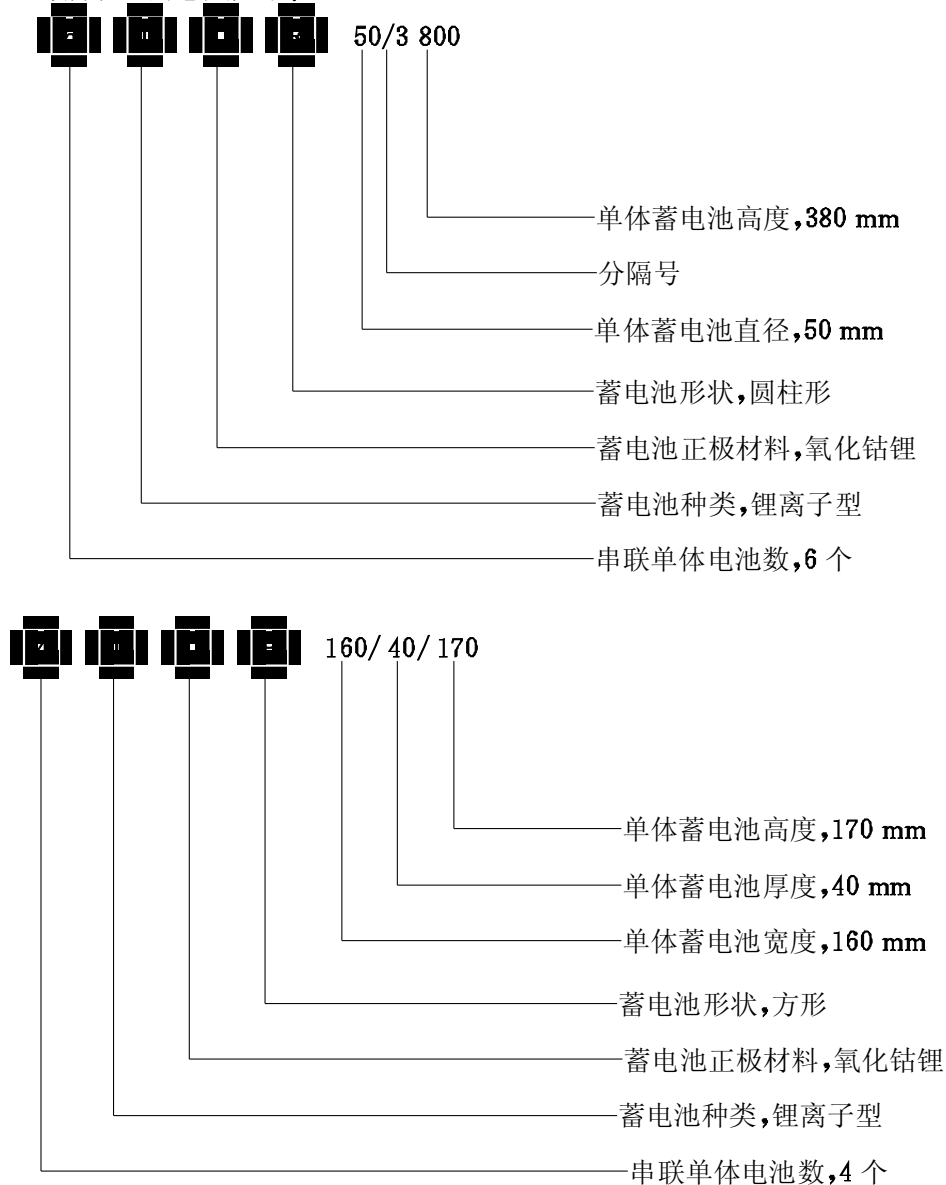 50/3 800
单体蓄电池高度,380 mm
分隔号
单体蓄电池直径,50 mm
蓄电池形状,圆柱形
蓄电池正极材料,氧化钴锂
蓄电池种类,锂离子型
串联单体电池数,6 个
160/ 40/ 170
单体蓄电池高度,170 mm
单体蓄电池厚度,40 mm
单体蓄电池宽度,160 mm
蓄电池形状,方形
蓄电池正极材料,氧化钴锂
蓄电池种类,锂离子型
串联单体电池数,4 个